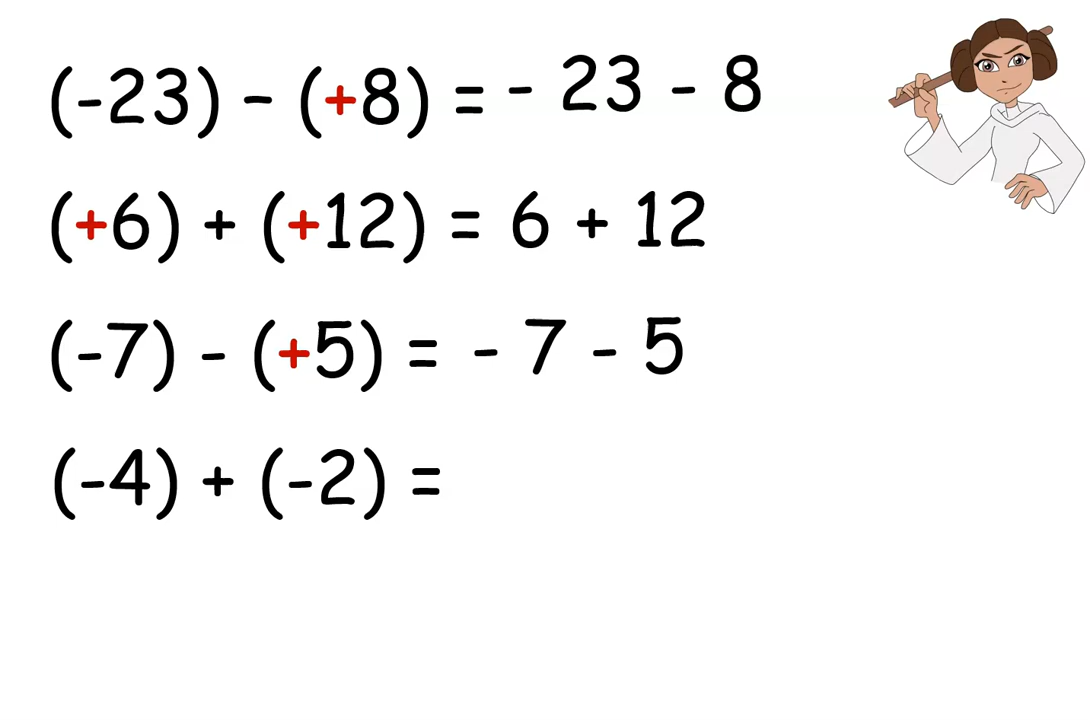 (-23) - (+8) = - 23 - 8
(+6) + (+12) = 6 + 12
(-7) - (+5) = - 7 - 5
(-4) + (-2) =